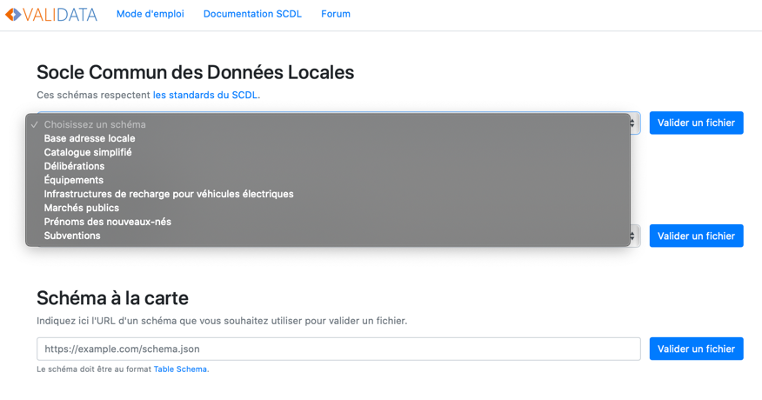 VALIDATA Mode d'emploi Documentation SCDL Forum
Socle Commun des Données Locales
Ces schémas respectent les standards du SCDL.
✓ Choisissez un schéma
Valider un fichier
Base adresse locale
Catalogue simplifié
Délibérations
Équipements
Infrastructures de recharge pour véhicules électriques
Marchés publics
Prénoms des nouveaux-nés
Subventions
Valider un fichier
Schéma à la carte
Indiquez ici l'URL d'un schéma que vous souhaitez utiliser pour valider un fichier.
https://example.com/schema.json
Valider un fichier
Le schéma doit être au format Table Schema.